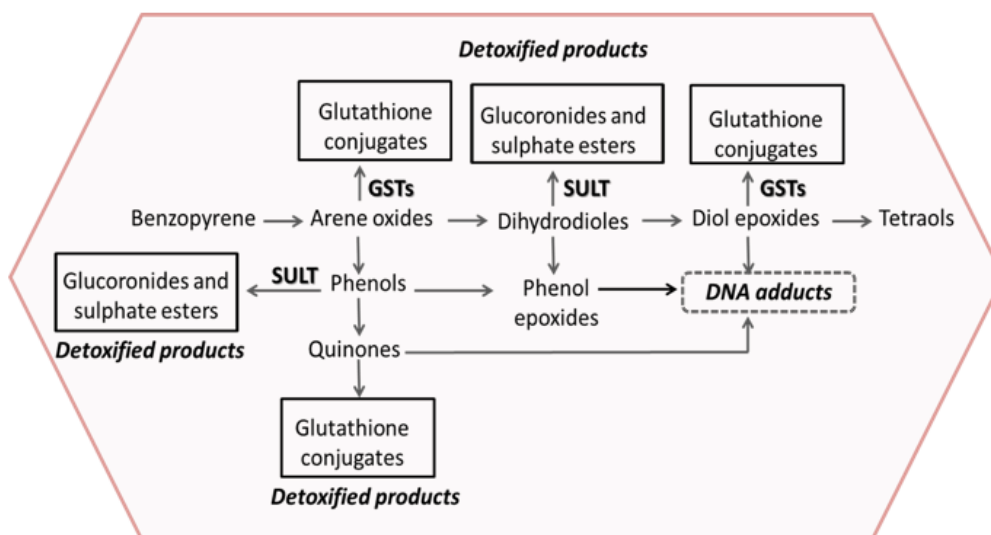 Detoxified products
Glutathione
conjugates
Glucoronides and
sulphate esters
Glutathione
conjugates
GSTs
SULT
GSTs
Benzopyrene
Arene oxides
Dihydrodioles
Diol epoxides
Tetraols
Glucoronides and
sulphate esters
SULT
Phenols
Phenol
epoxides
DNA adducts
Detoxified products
Quinones
Glutathione
conjugates
Detoxified products